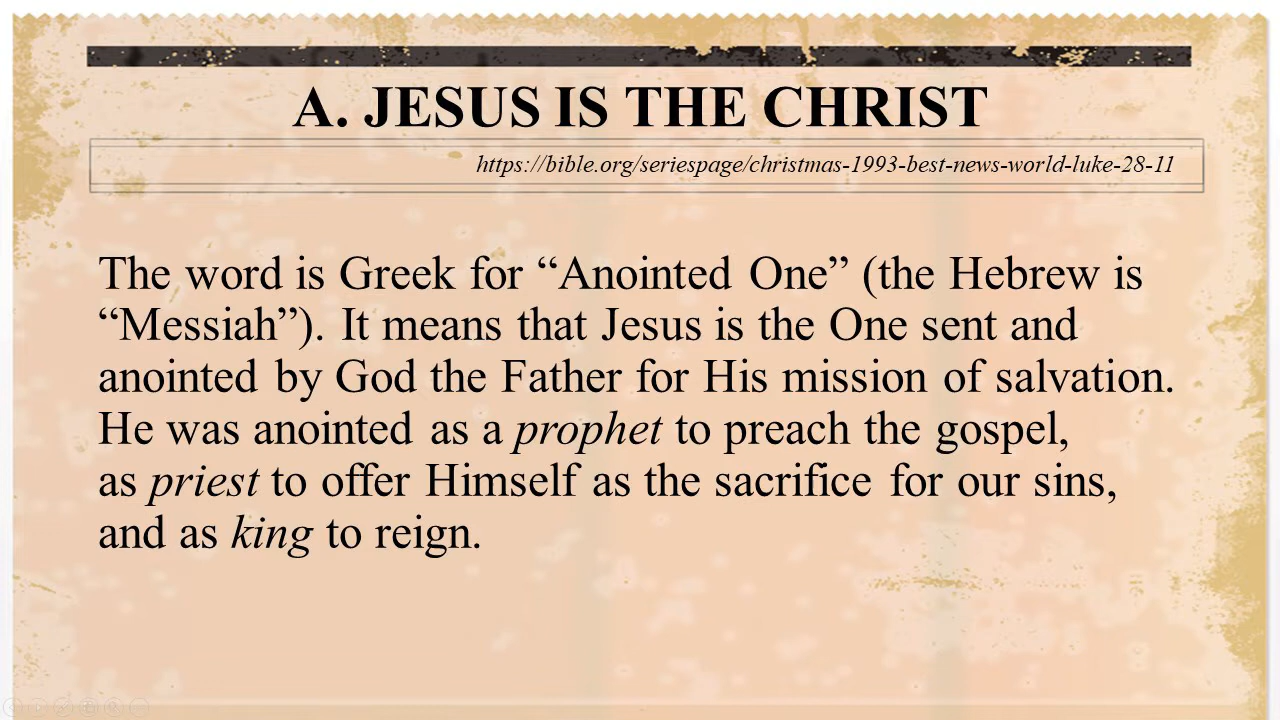 A. JESUS IS THE CHRIST
https://bible.org/seriespage/christmas-1993-best-news-world-luke-28-11
The word is Greek for “Anointed One” (the Hebrew is
“Messiah”). It means that Jesus is the One sent and
anointed by God the Father for His mission of salvation.
He was anointed as a prophet to preach the gospel,
as priest to offer Himself as the sacrifice for our sins,
and as king to reign.